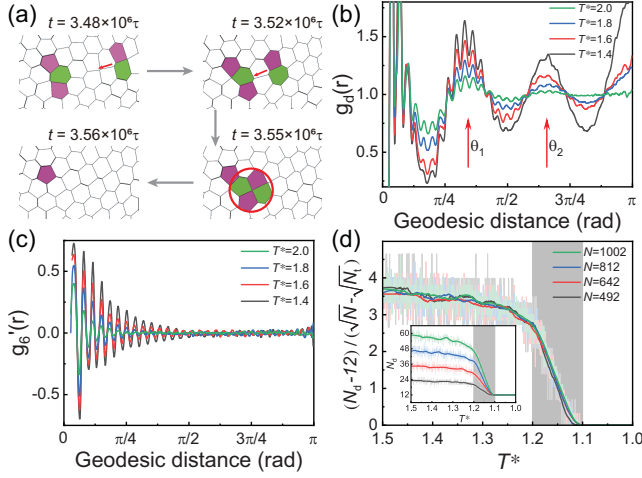 (a)
t = 3.48×10⁶τ
t = 3.52×10⁶τ
t = 3.56×10⁶τ
t = 3.55×10⁶τ
(b)
g_d(r)
1.5
1.0
0.5
T*=2.0
T*=1.8
T*=1.6
T*=1.4
θ₁
θ₂
0
π/4
π/2
3π/4
π
Geodesic distance (rad)
(c)
g₆'(r)
0.5
0.0
-0.5
T*=2.0
T*=1.8
T*=1.6
T*=1.4
0
π/4
π/2
3π/4
π
Geodesic distance (rad)
(d)
(N_d-12)/(√N-√N_t)
6
4
2
0
N=1002
N=812
N=642
N=492
N_d
60
48
36
24
12
1.5
1.4
1.3
1.2
1.1
1.0
T*
1.5
1.4
1.3
1.2
1.1
1.0
T*